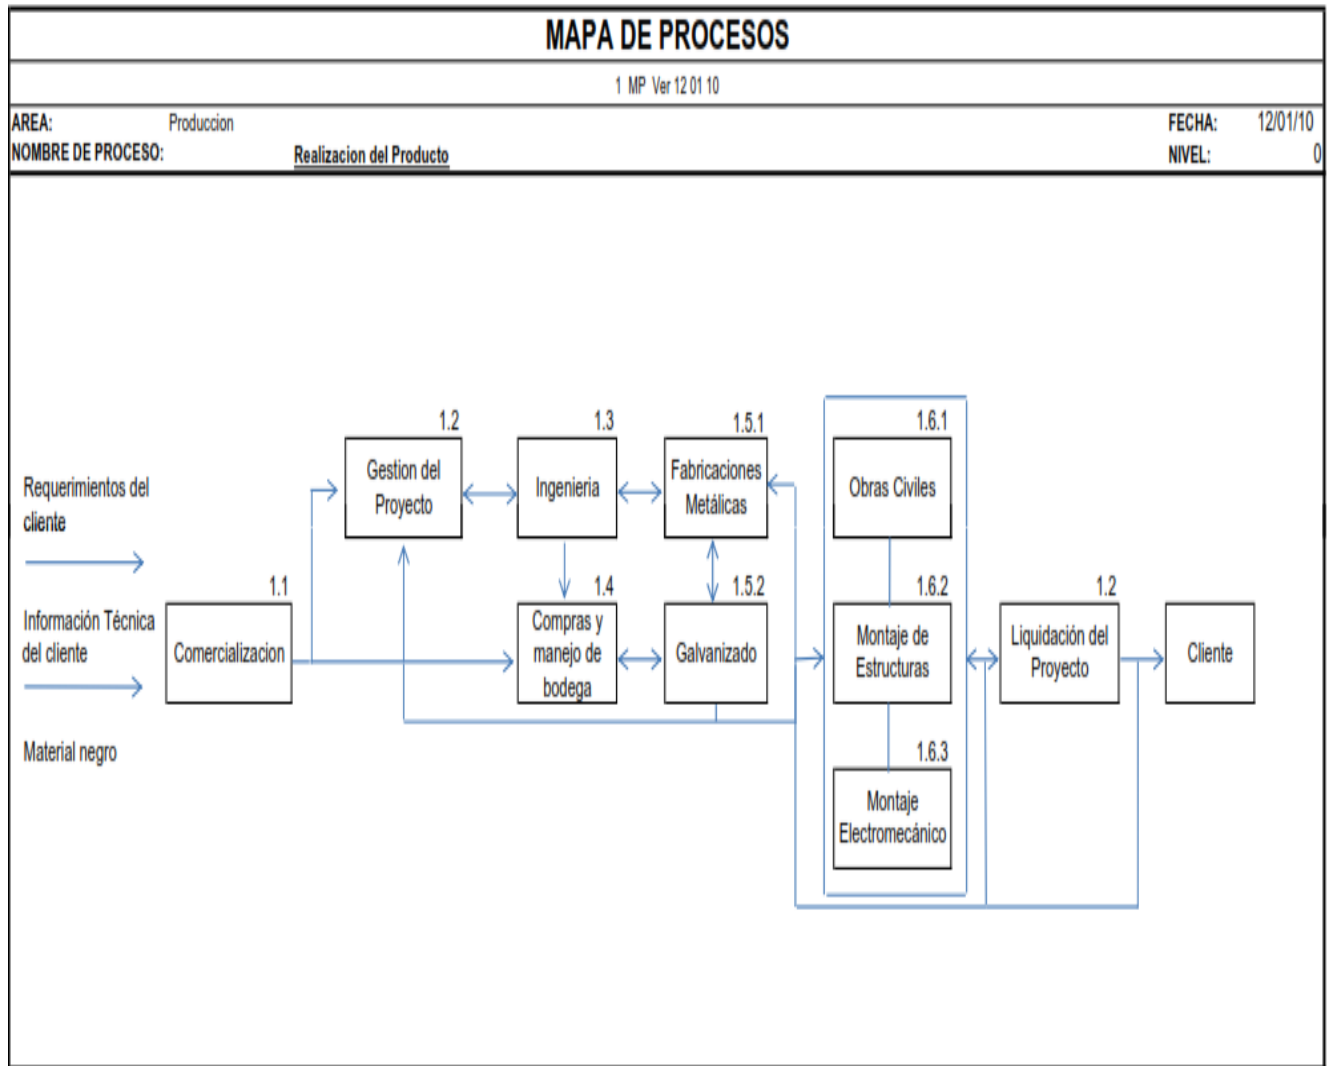 MAPA DE PROCESOS
1 MP Ver 12 01 10
AREA: Produccion FECHA: 12/01/10
NOMBRE DE PROCESO: Realizacion del Producto NIVEL: 0
1.2
Gestion del
Proyecto
1.3
Ingenieria
1.5.1
Fabricaciones
Metálicas
1.6.1
Obras Civiles
Requerimientos del
cliente
1.1
Comercializacion
Información Técnica
del cliente
1.4
Compras y
manejo de
bodega
1.5.2
Galvanizado
1.6.2
Montaje de
Estructuras
1.2
Liquidación del
Proyecto
Cliente
Material negro
1.6.3
Montaje
Electromecánico